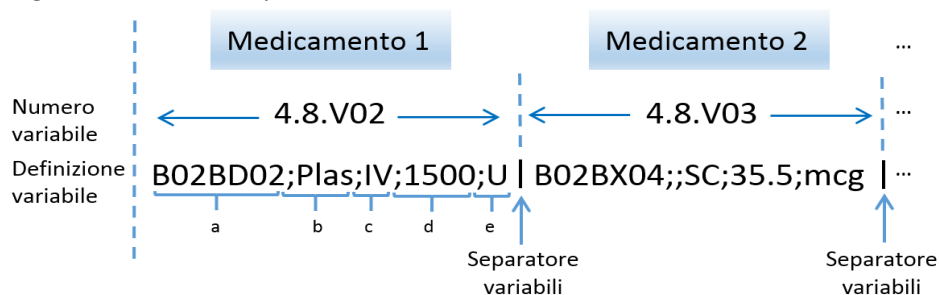 Medicamento 1 Medicamento 2 ...
Numero variabile 4.8.V02 4.8.V03 ...
Definizione variabile B02BD02;Plas;IV;1500;U | B02BX04;;SC;35.5;mcg | ...
a b c d e
Separatore variabili Separatore variabili